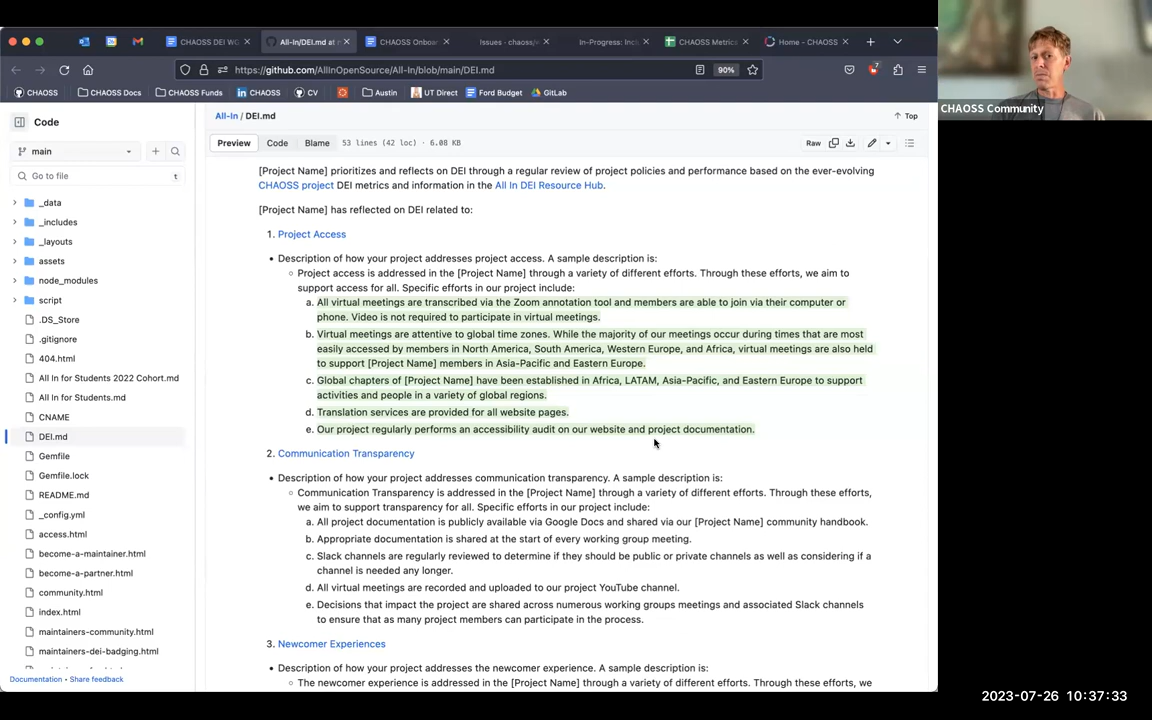 CHAOSS DEI WG
All-In/DEI.md at m
CHAOSS Onboar
Issues · chaoss/
In-Progress: Inc
CHAOSS Metrics
Home – CHAOSS
https://github.com/AllInOpenSource/All-In/blob/main/DEI.md
90%
7
CHAOSS
CHAOSS Docs
CHAOSS Funds
CHAOSS
CV
Austin
UT Direct
Ford Budget
GitLab
CHAOSS Community
Code
main
Go to file
t
_data
_includes
_layouts
assets
node_modules
script
.DS_Store
.gitignore
404.html
All In for Students 2022 Cohort.md
All In for Students.md
CNAME
DEI.md
Gemfile
Gemfile.lock
README.md
_config.yml
access.html
become-a-maintainer.html
become-a-partner.html
community.html
index.html
maintainers-community.html
maintainers-dei-badging.html
Documentation • Share feedback
All-In / DEI.md
Top
Preview Code Blame 53 lines (42 loc) · 6.08 KB
Raw
[Project Name] prioritizes and reflects on DEI through a regular review of project policies and performance based on the ever-evolving
CHAOSS project DEI metrics and information in the All In DEI Resource Hub.
[Project Name] has reflected on DEI related to:
1. Project Access
• Description of how your project addresses project access. A sample description is:
○ Project access is addressed in the [Project Name] through a variety of different efforts. Through these efforts, we aim to
support access for all. Specific efforts in our project include:
a. All virtual meetings are transcribed via the Zoom annotation tool and members are able to join via their computer or
phone. Video is not required to participate in virtual meetings.
b. Virtual meetings are attentive to global time zones. While the majority of our meetings occur during times that are most
easily accessed by members in North America, South America, Western Europe, and Africa, virtual meetings are also held
to support [Project Name] members in Asia-Pacific and Eastern Europe.
c. Global chapters of [Project Name] have been established in Africa, LATAM, Asia-Pacific, and Eastern Europe to support
activities and people in a variety of global regions.
d. Translation services are provided for all website pages.
e. Our project regularly performs an accessibility audit on our website and project documentation.
2. Communication Transparency
• Description of how your project addresses communication transparency. A sample description is:
○ Communication Transparency is addressed in the [Project Name] through a variety of different efforts. Through these efforts,
we aim to support transparency for all. Specific efforts in our project include:
a. All project documentation is publicly available via Google Docs and shared via our [Project Name] community handbook.
b. Appropriate documentation is shared at the start of every working group meeting.
c. Slack channels are regularly reviewed to determine if they should be public or private channels as well as considering if a
channel is needed any longer.
d. All virtual meetings are recorded and uploaded to our project YouTube channel.
e. Decisions that impact the project are shared across numerous working groups meetings and associated Slack channels
to ensure that as many project members can participate in the process.
3. Newcomer Experiences
• Description of how your project addresses the newcomer experience. A sample description is:
○ The newcomer experience is addressed in the [Project Name] through a variety of different efforts. Through these efforts, we
2023-07-26 10:37:33